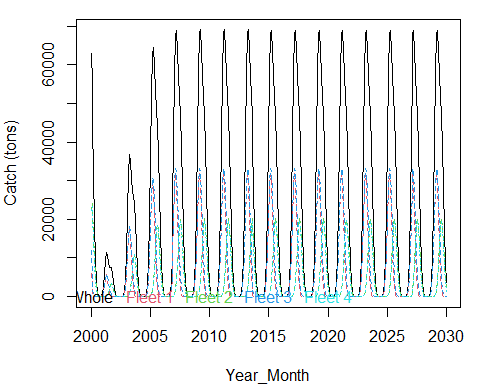 Catch (tons)
60000
40000
20000
0
Whole Fleet 1 Fleet 2 Fleet 3 Fleet 4
2000 2005 2010 2015 2020 2025 2030
Year_Month